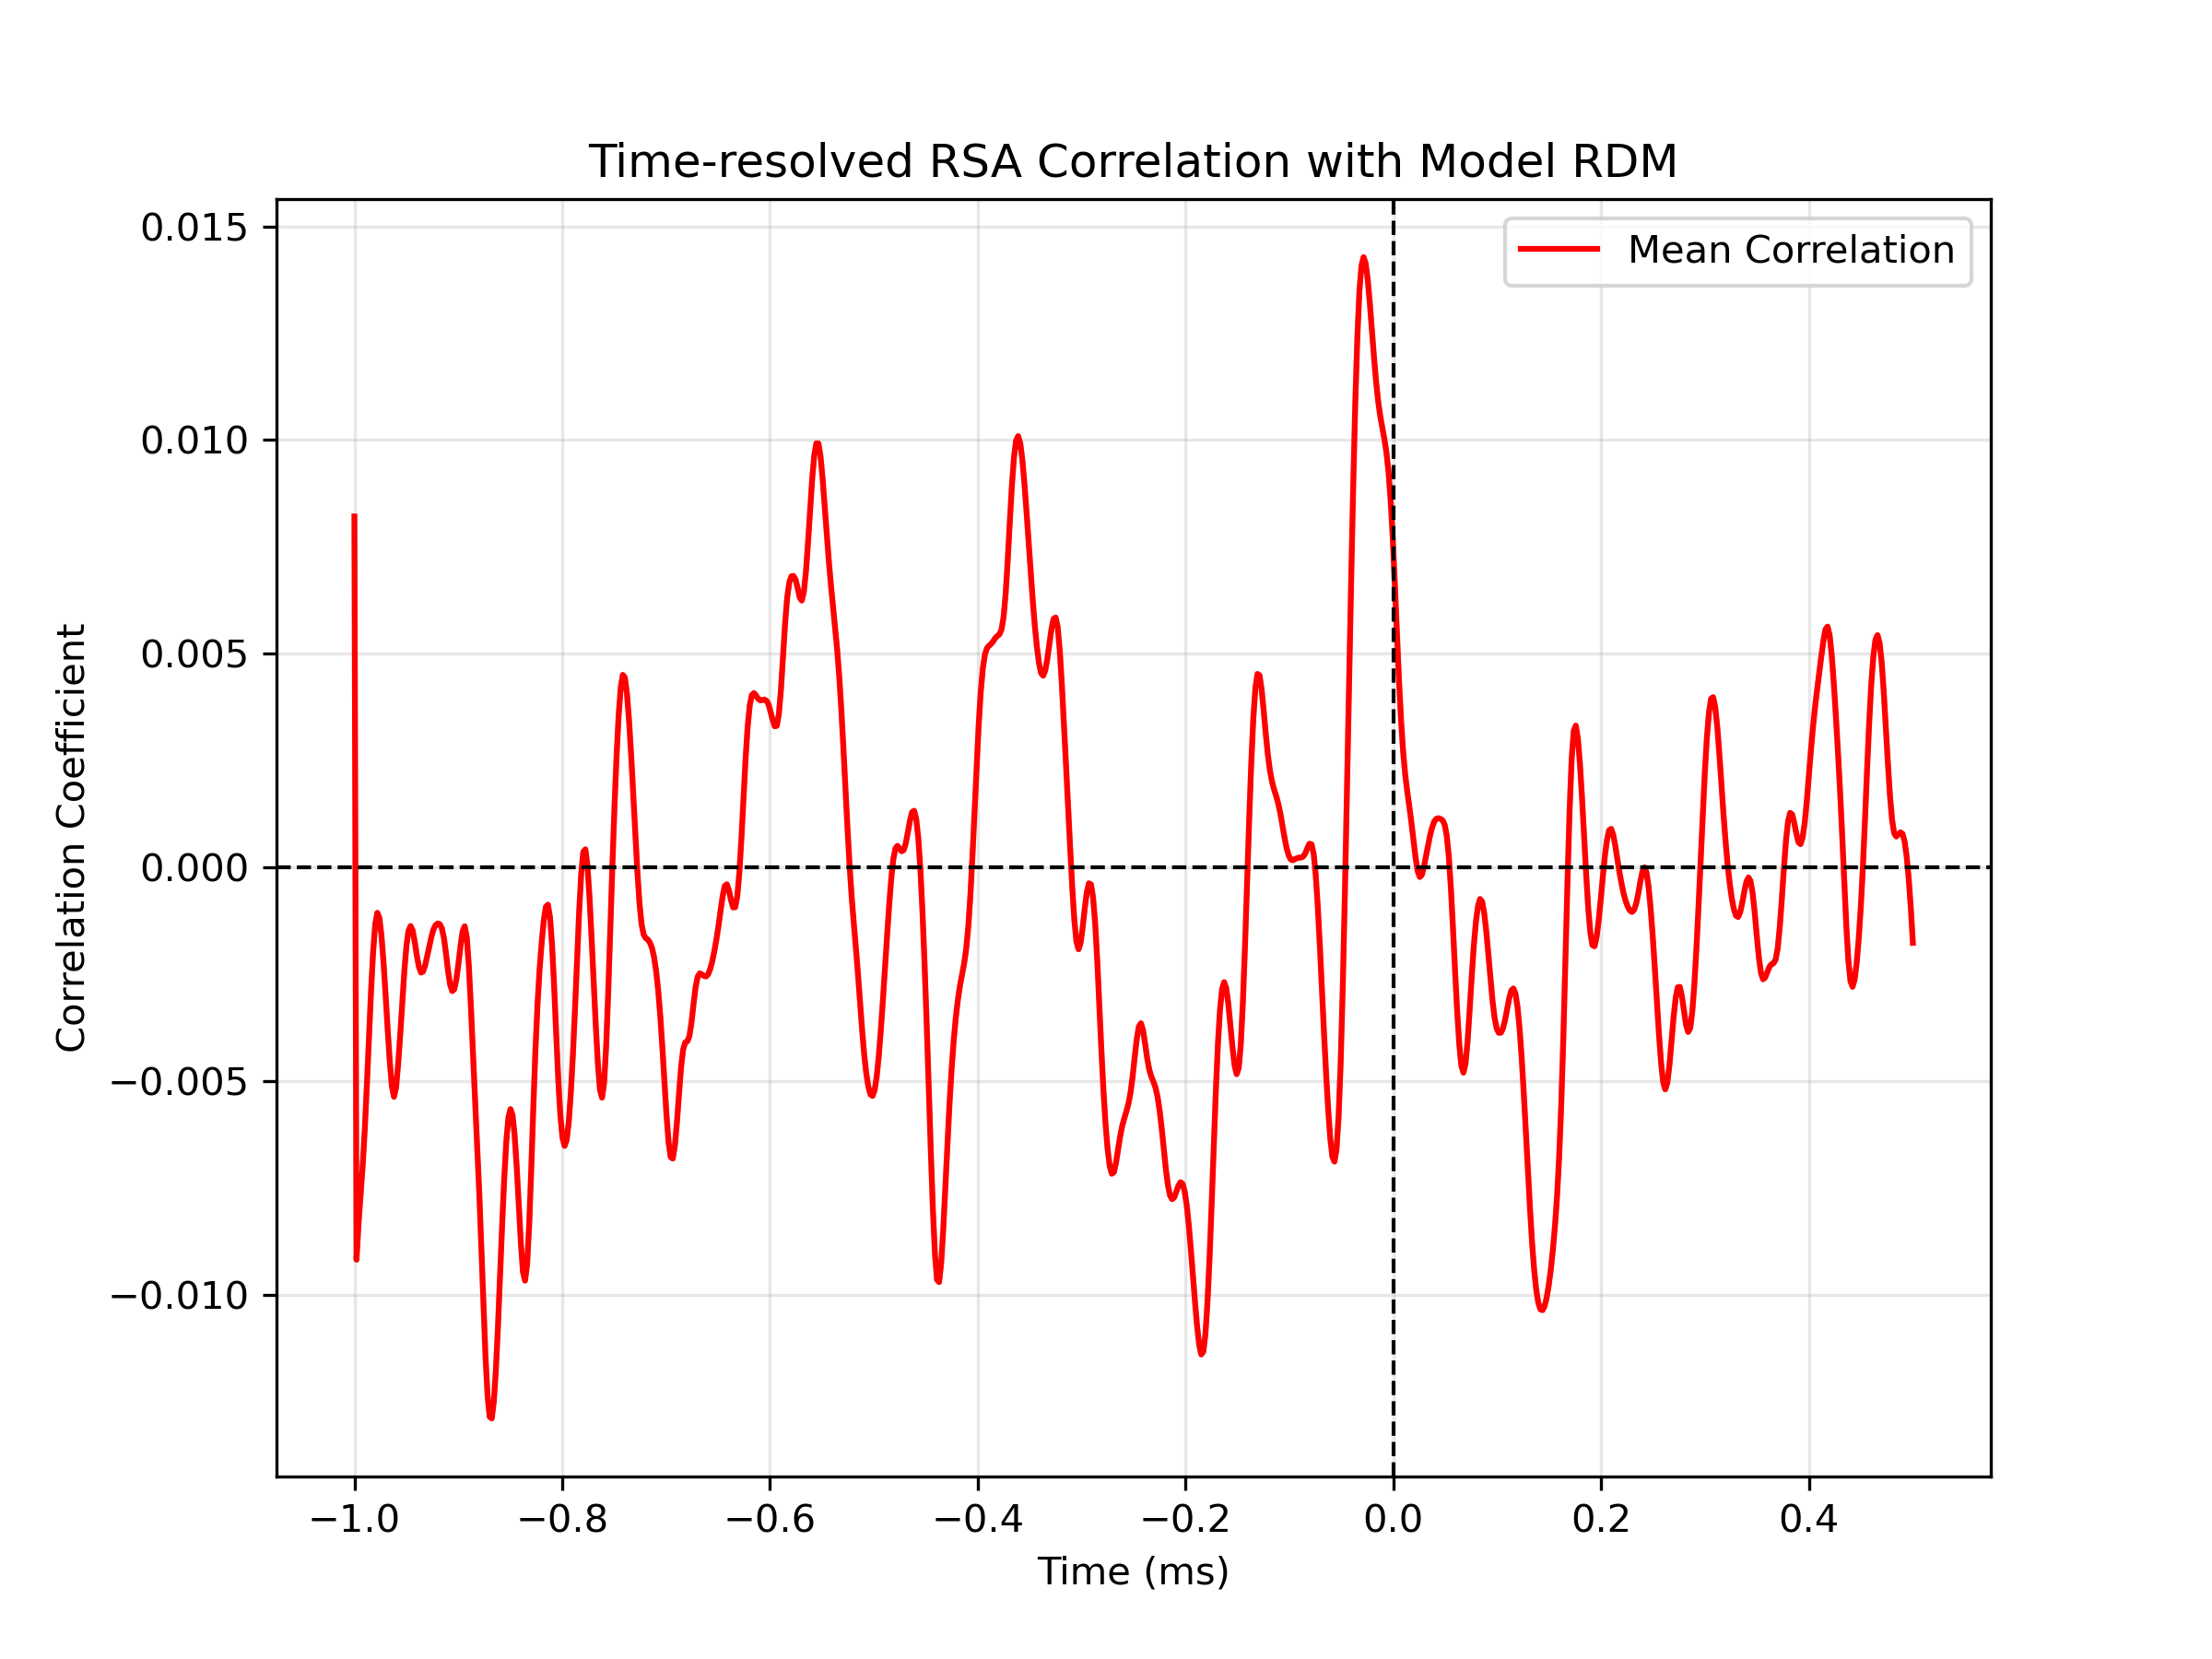 Time-resolved RSA Correlation with Model RDM
Mean Correlation
Correlation Coefficient
0.015
0.010
0.005
0.000
−0.005
−0.010
−1.0 −0.8 −0.6 −0.4 −0.2 0.0 0.2 0.4
Time (ms)